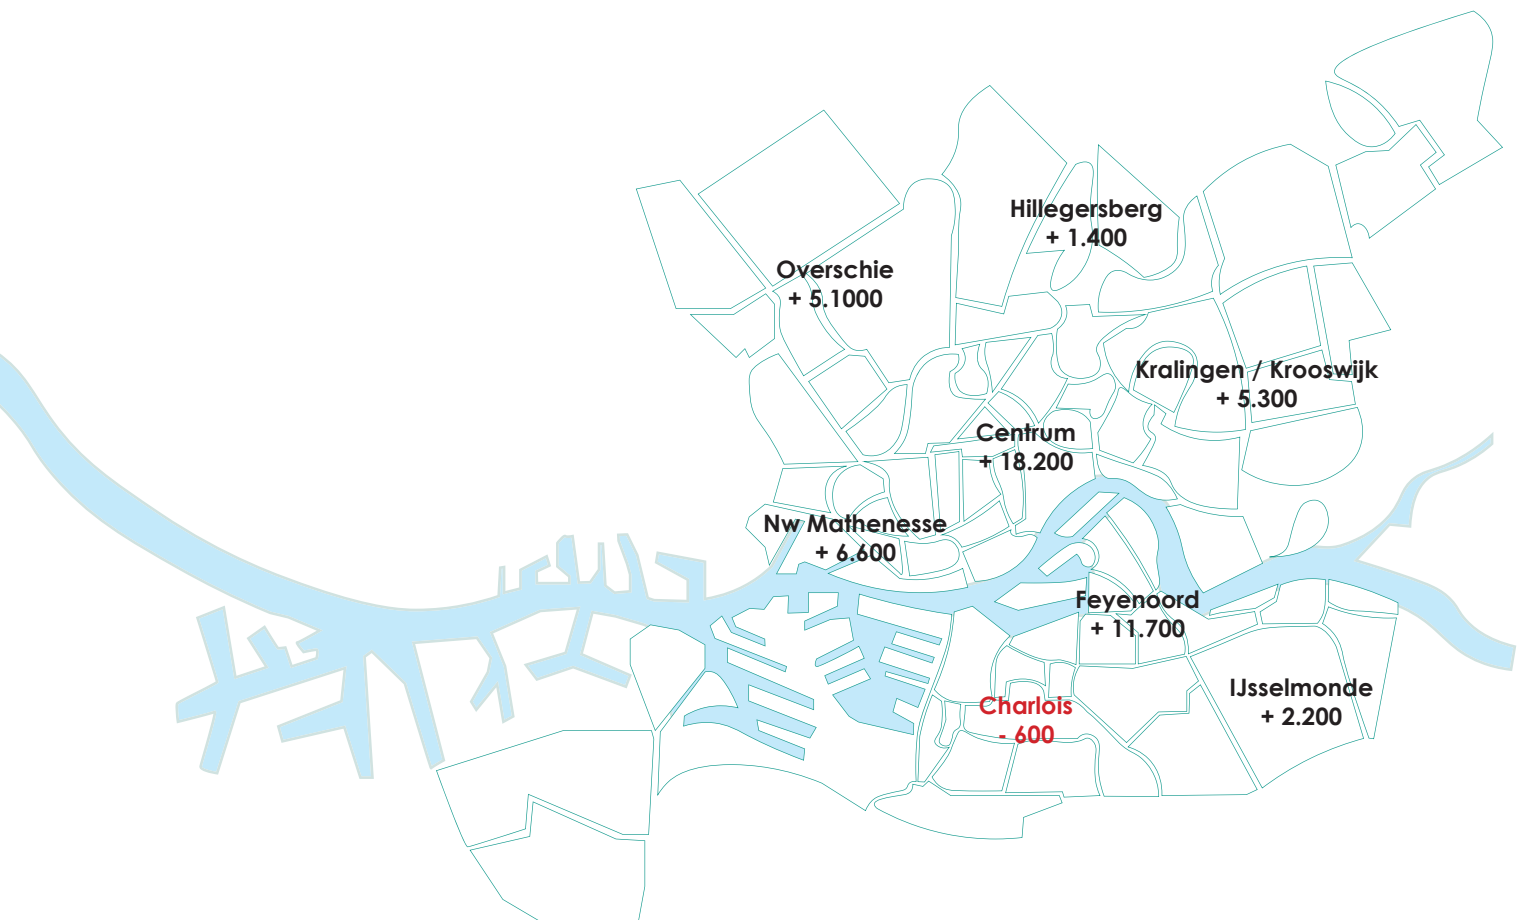 Hillegersberg
+ 1.400
Overschie
+ 5.1000
Kralingen / Krooswijk
+ 5.300
Centrum
+ 18.200
Nw Mathenesse
+ 6.600
Feyenoord
+ 11.700
IJsselmonde
+ 2.200
Charlois
- 600